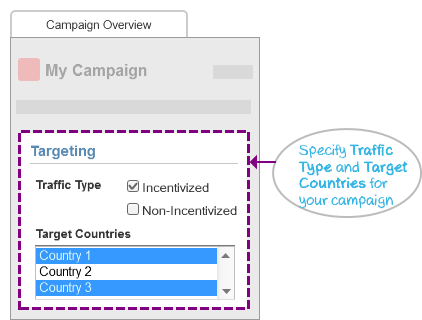 Campaign Overview
My Campaign
Targeting
Traffic Type
Incentivized
Non-Incentivized
Target Countries
Country 1
Country 2
Country 3
Specify Traffic
Type and Target
Countries for
your campaign